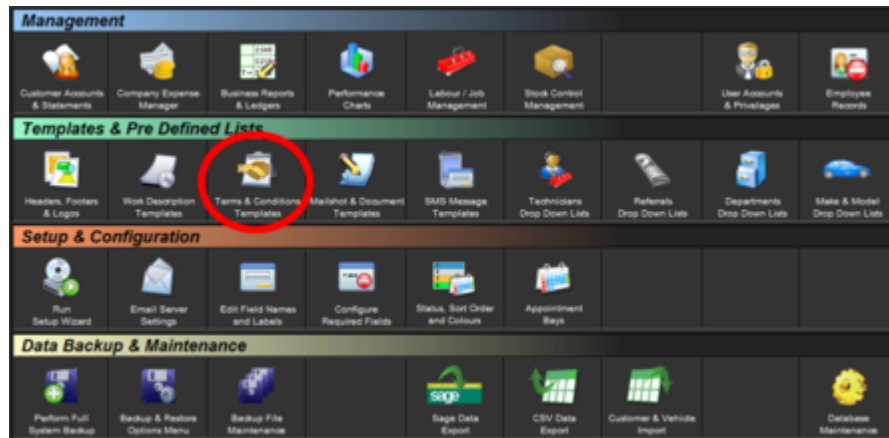 Management
Customer Accounts
& Statements
Company Expense
Manager
Business Reports
& Ledgers
Performance
Charts
Labour / Job
Management
Stock Control
Management
User Accounts
& Privelages
Employee
Records
Templates & Pre Defined Lists
Headers, Footers
& Logos
Work Description
Templates
Terms & Conditions
Templates
Mailshot & Document
Templates
SMS Message
Templates
Technicians
Drop Down Lists
Referrals
Drop Down Lists
Departments
Drop Down Lists
Make & Model
Drop Down Lists
Setup & Configuration
Run
Setup Wizard
Email Server
Settings
Edit Field Names
and Labels
Configure
Required Fields
Status, Sort Order
and Colours
Appointment
Bays
Data Backup & Maintenance
Perform Full
System Backup
Backup & Restore
Options Menu
Backup File
Maintenance
sage
Sage Data
Export
CSV Data
Export
Customer & Vehicle
Import
Database
Maintenance